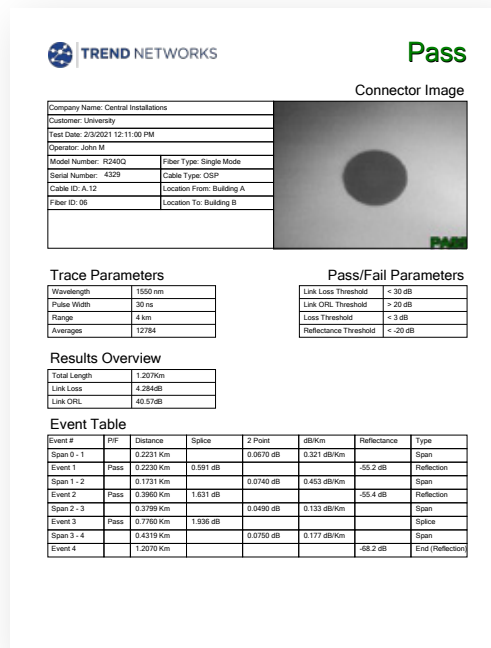 TREND NETWORKS
Pass
Connector Image
Company Name: Central Installations
Customer: University
Test Date: 2/3/2021 12:11:00 PM
Operator: John M
Model Number: R240Q Fiber Type: Single Mode
Serial Number: 4329 Cable Type: OSP
Cable ID: A.12 Location From: Building A
Fiber ID: 06 Location To: Building B
PASS
Trace Parameters
Wavelength 1550 nm
Pulse Width 30 ns
Range 4 km
Averages 12784
Pass/Fail Parameters
Link Loss Threshold < 30 dB
Link ORL Threshold > 20 dB
Loss Threshold < 3 dB
Reflectance Threshold < -20 dB
Results Overview
Total Length 1.207Km
Link Loss 4.284dB
Link ORL 40.57dB
Event Table
Event # P/F Distance Splice 2 Point dB/Km Reflectance Type
Span 0 - 1 0.2231 Km 0.0670 dB 0.321 dB/Km Span
Event 1 Pass 0.2230 Km 0.591 dB -55.2 dB Reflection
Span 1 - 2 0.1731 Km 0.0740 dB 0.453 dB/Km Span
Event 2 Pass 0.3960 Km 1.631 dB -55.4 dB Reflection
Span 2 - 3 0.3799 Km 0.0490 dB 0.133 dB/Km Span
Event 3 Pass 0.7760 Km 1.936 dB Splice
Span 3 - 4 0.4319 Km 0.0750 dB 0.177 dB/Km Span
Event 4 1.2070 Km -68.2 dB End (Reflection)